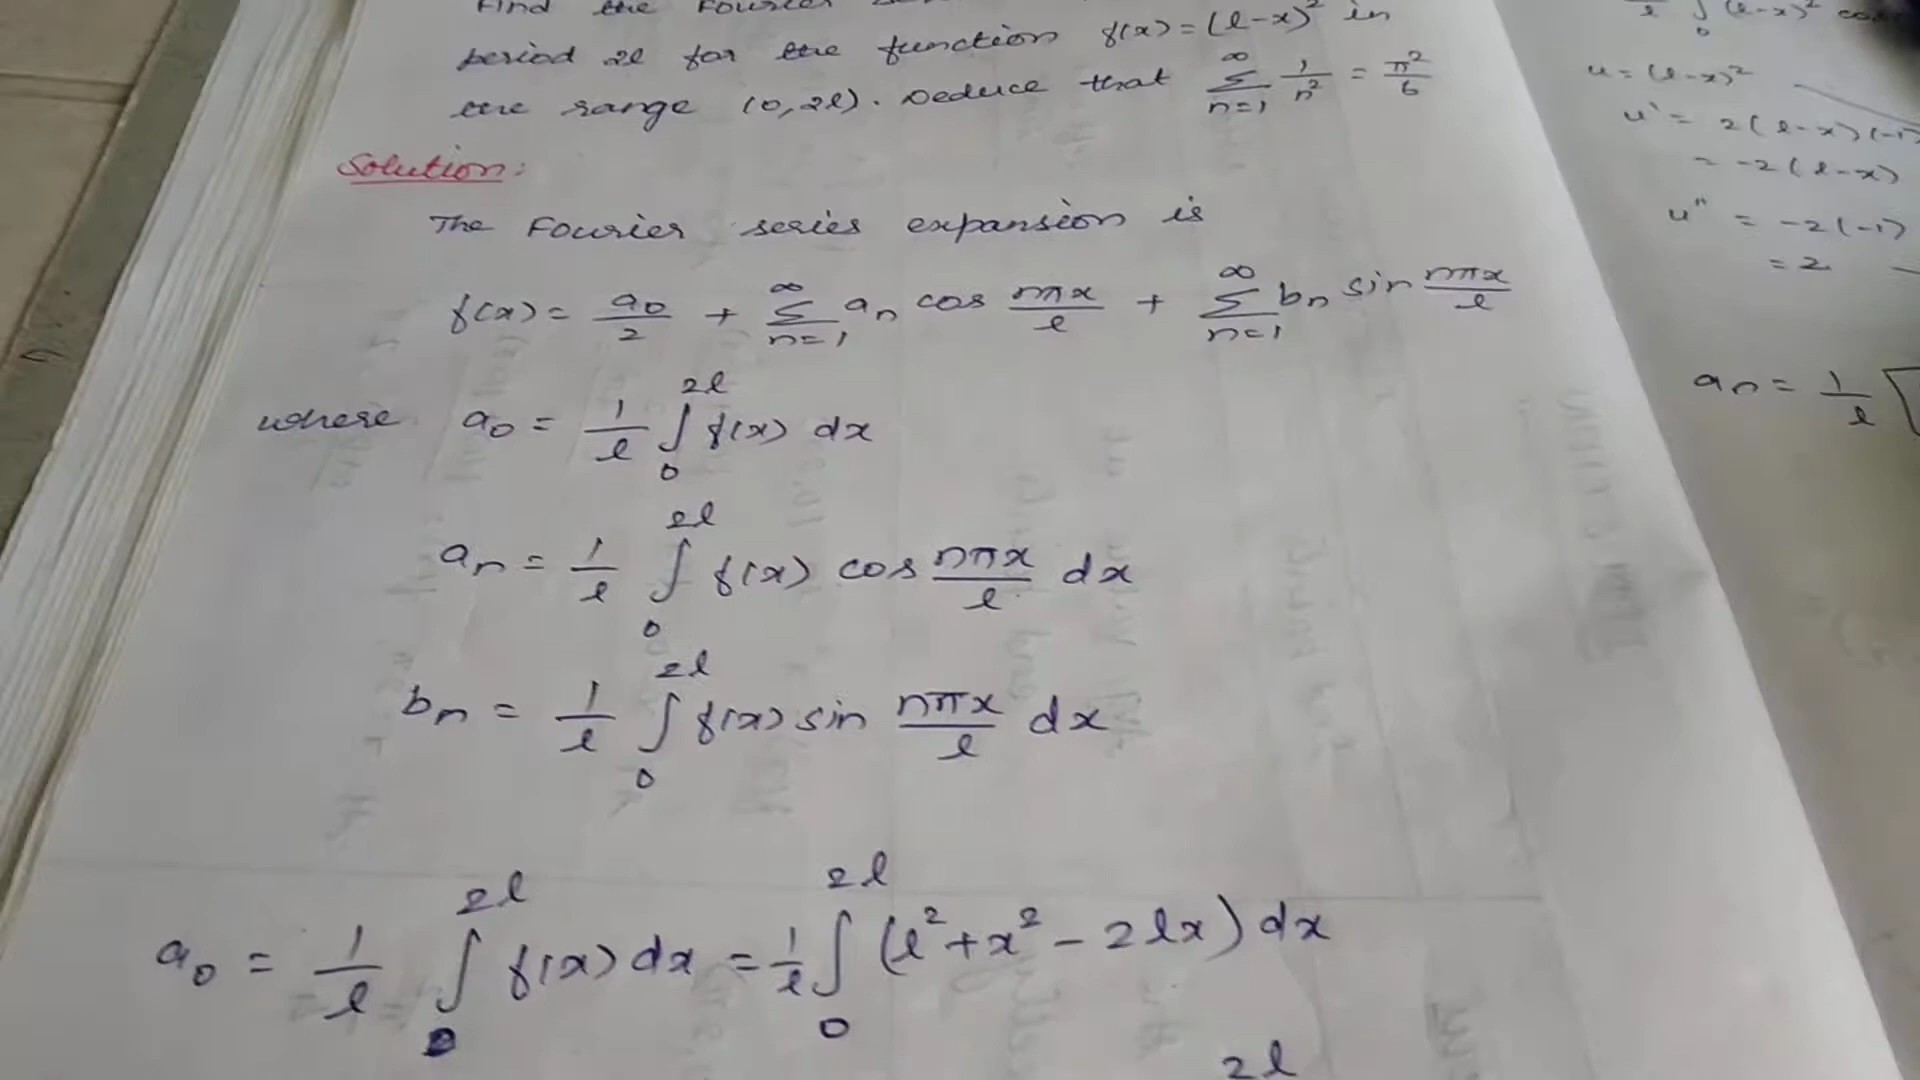 Find the Fourier
period 2l for the function f(x) = (l-x)² in
the range (0, 2l). Deduce that ∞ Σ n=1 1/n² = π²/6
Solution:
The Fourier series expansion is
f(x) = a₀/2 + ∞ Σ n=1 aₙ cos nπx/l + ∞ Σ n=1 bₙ sin nπx/l
where a₀ = 1/l ∫₀^2l f(x) dx
aₙ = 1/l ∫₀^2l f(x) cos nπx/l dx
bₙ = 1/l ∫₀^2l f(x) sin nπx/l dx
a₀ = 1/l ∫₀^2l f(x) dx = 1/l ∫₀^2l (l² + x² - 2lx) dx
2l
(l-x)²
u = (l-x)²
u' = 2(l-x)(-1)
= -2(l-x)
u'' = -2(-1)
= 2
aₙ = 1/l [